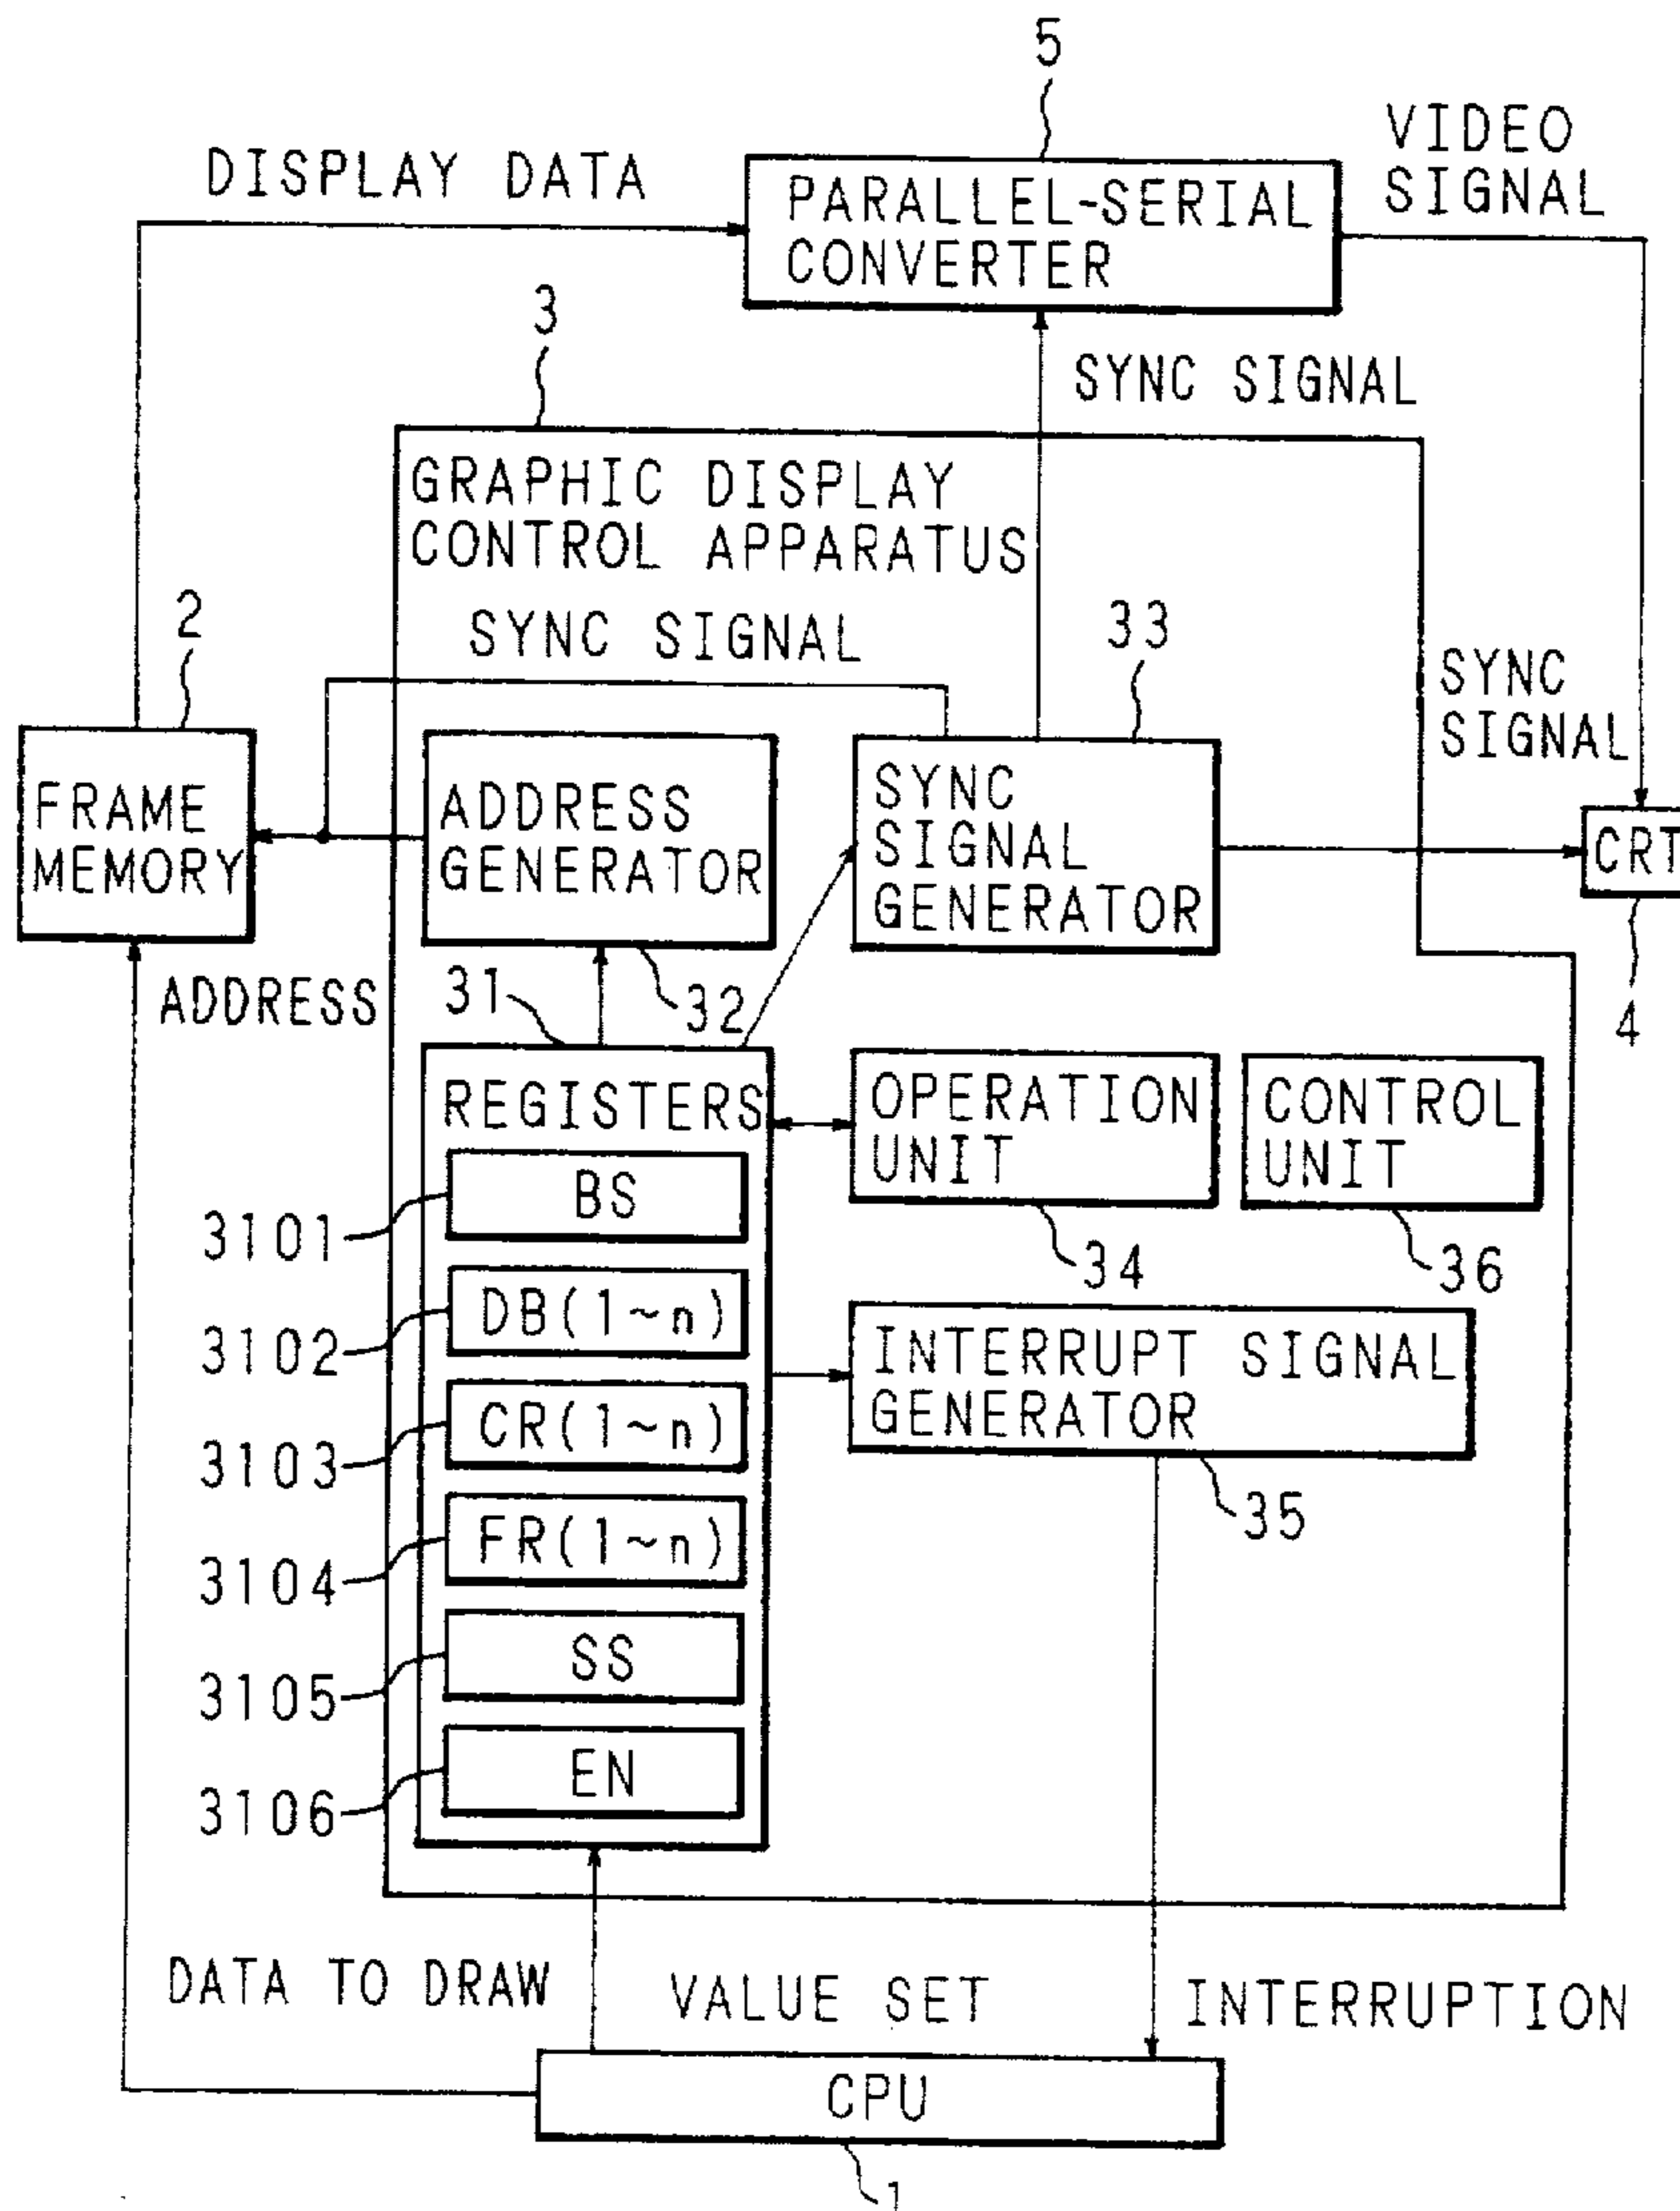 5
VIDEO
SIGNAL
DISPLAY DATA
PARALLEL-SERIAL
CONVERTER
3
SYNC SIGNAL
GRAPHIC DISPLAY
CONTROL APPARATUS
2
SYNC SIGNAL
33
SYNC
SIGNAL
FRAME
MEMORY
ADDRESS
GENERATOR
SYNC
SIGNAL
GENERATOR
CRT
ADDRESS
31
32
4
REGISTERS
OPERATION
UNIT
CONTROL
UNIT
BS
3101
34
36
DB(1~n)
3102
INTERRUPT SIGNAL
GENERATOR
CR(1~n)
3103
35
FR(1~n)
3104
SS
3105
EN
3106
DATA TO DRAW
VALUE SET
INTERRUPTION
CPU
1